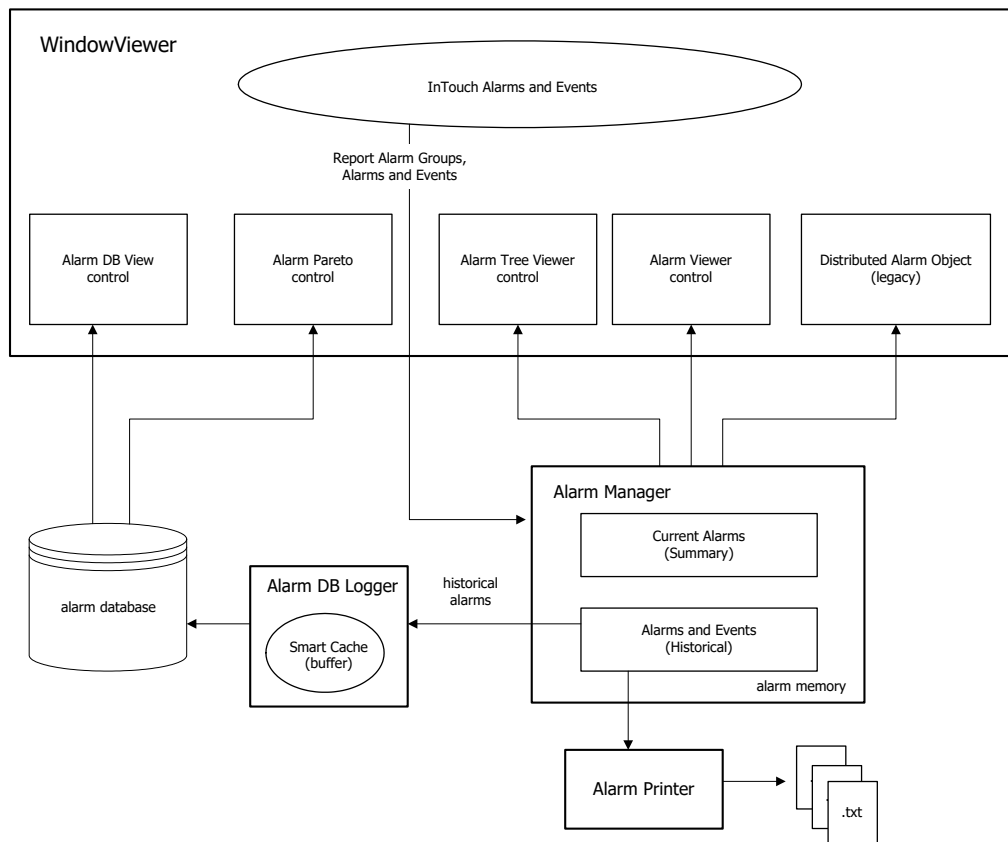 WindowViewer
InTouch Alarms and Events
Report Alarm Groups,
Alarms and Events
Alarm DB View
control
Alarm Pareto
control
Alarm Tree Viewer
control
Alarm Viewer
control
Distributed Alarm Object
(legacy)
Alarm Manager
Current Alarms
(Summary)
alarm database
Alarm DB Logger
Smart Cache
(buffer)
historical
alarms
Alarms and Events
(Historical)
alarm memory
Alarm Printer
.txt